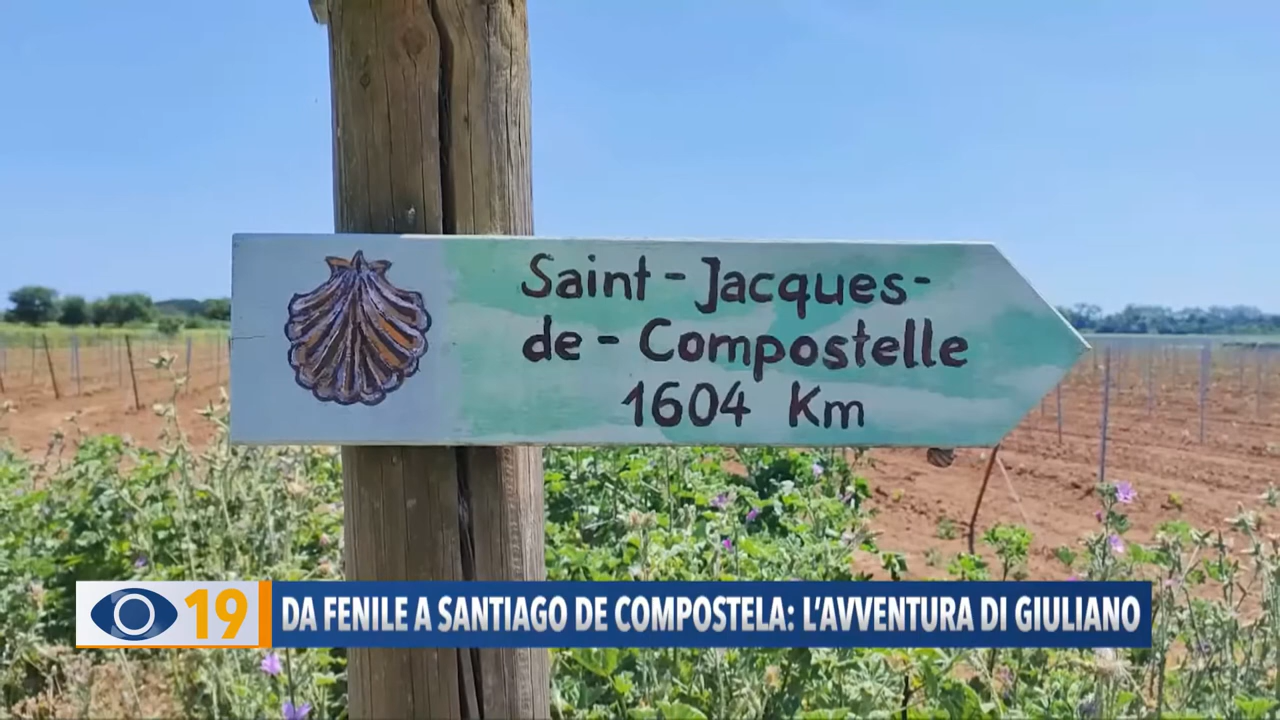 Saint-Jacques-
de-Compostelle
1604 Km
19 DA FENILE A SANTIAGO DE COMPOSTELA: L'AVVENTURA DI GIULIANO